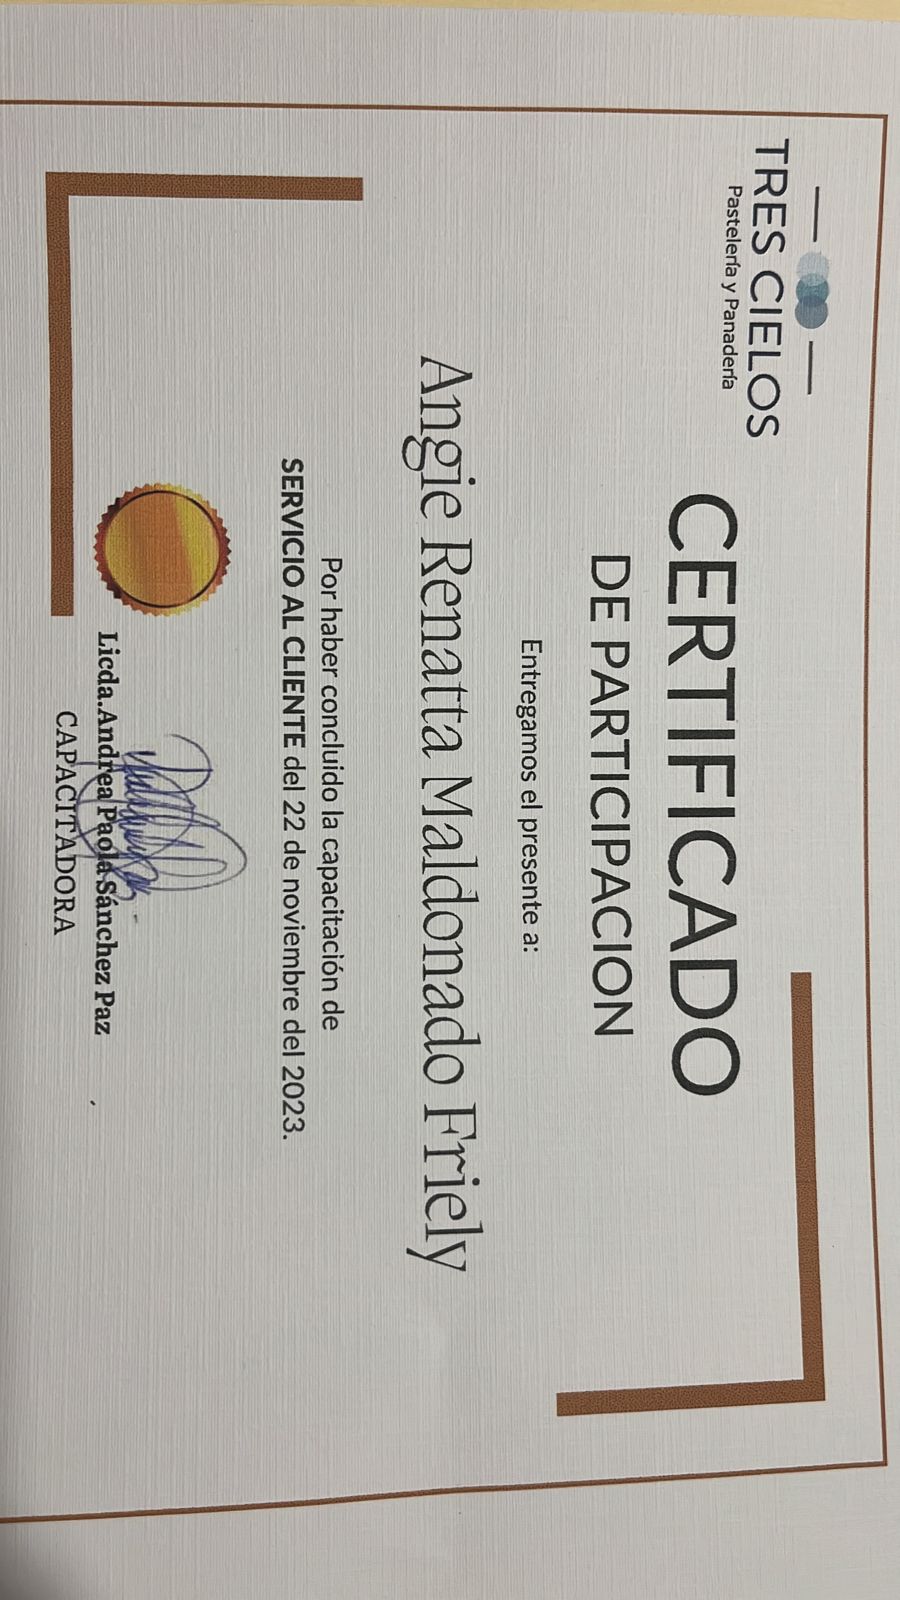 TRES CIELOS
Pastelería y Panadería
CERTIFICADO
DE PARTICIPACION
Entregamos el presente a:
Angie Renatta Maldonado Friely
Por haber concluido la capacitación de
SERVICIO AL CLIENTE del 22 de noviembre del 2023.
Licda.Andrea Paola Sánchez Paz
CAPACITADORA